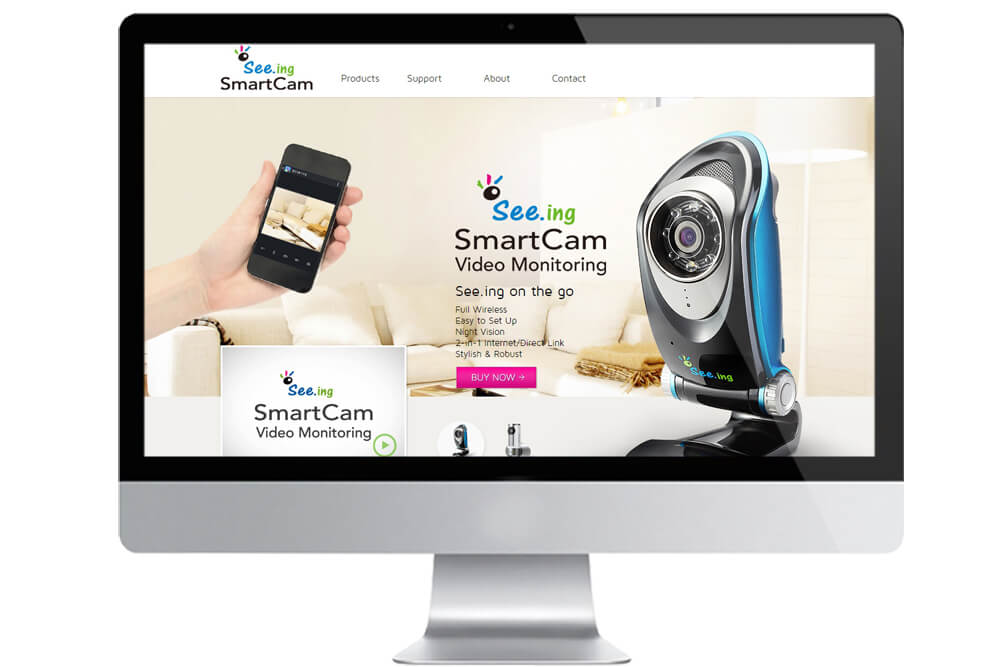 See.ing
SmartCam
Products
Support
About
Contact
See.ing
SmartCam
Video Monitoring
See.ing on the go
Full Wireless
Easy to Set Up
Night Vision
2-in-1 Internet/Direct Link
Stylish & Robust
BUY NOW →
See.ing
See.ing
SmartCam
Video Monitoring